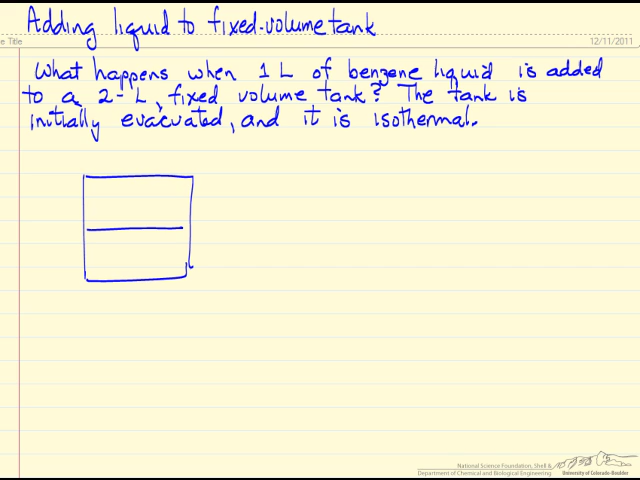 Adding liquid to fixed-volume tank
e Title
12/11/2011
What happens when 1 L of benzene liquid is added
to a 2-L, fixed volume tank? The tank is
initially evacuated, and it is isothermal.
National Science Foundation, Shell &
Department of Chemical and Biological Engineering
University of Colorado-Boulder